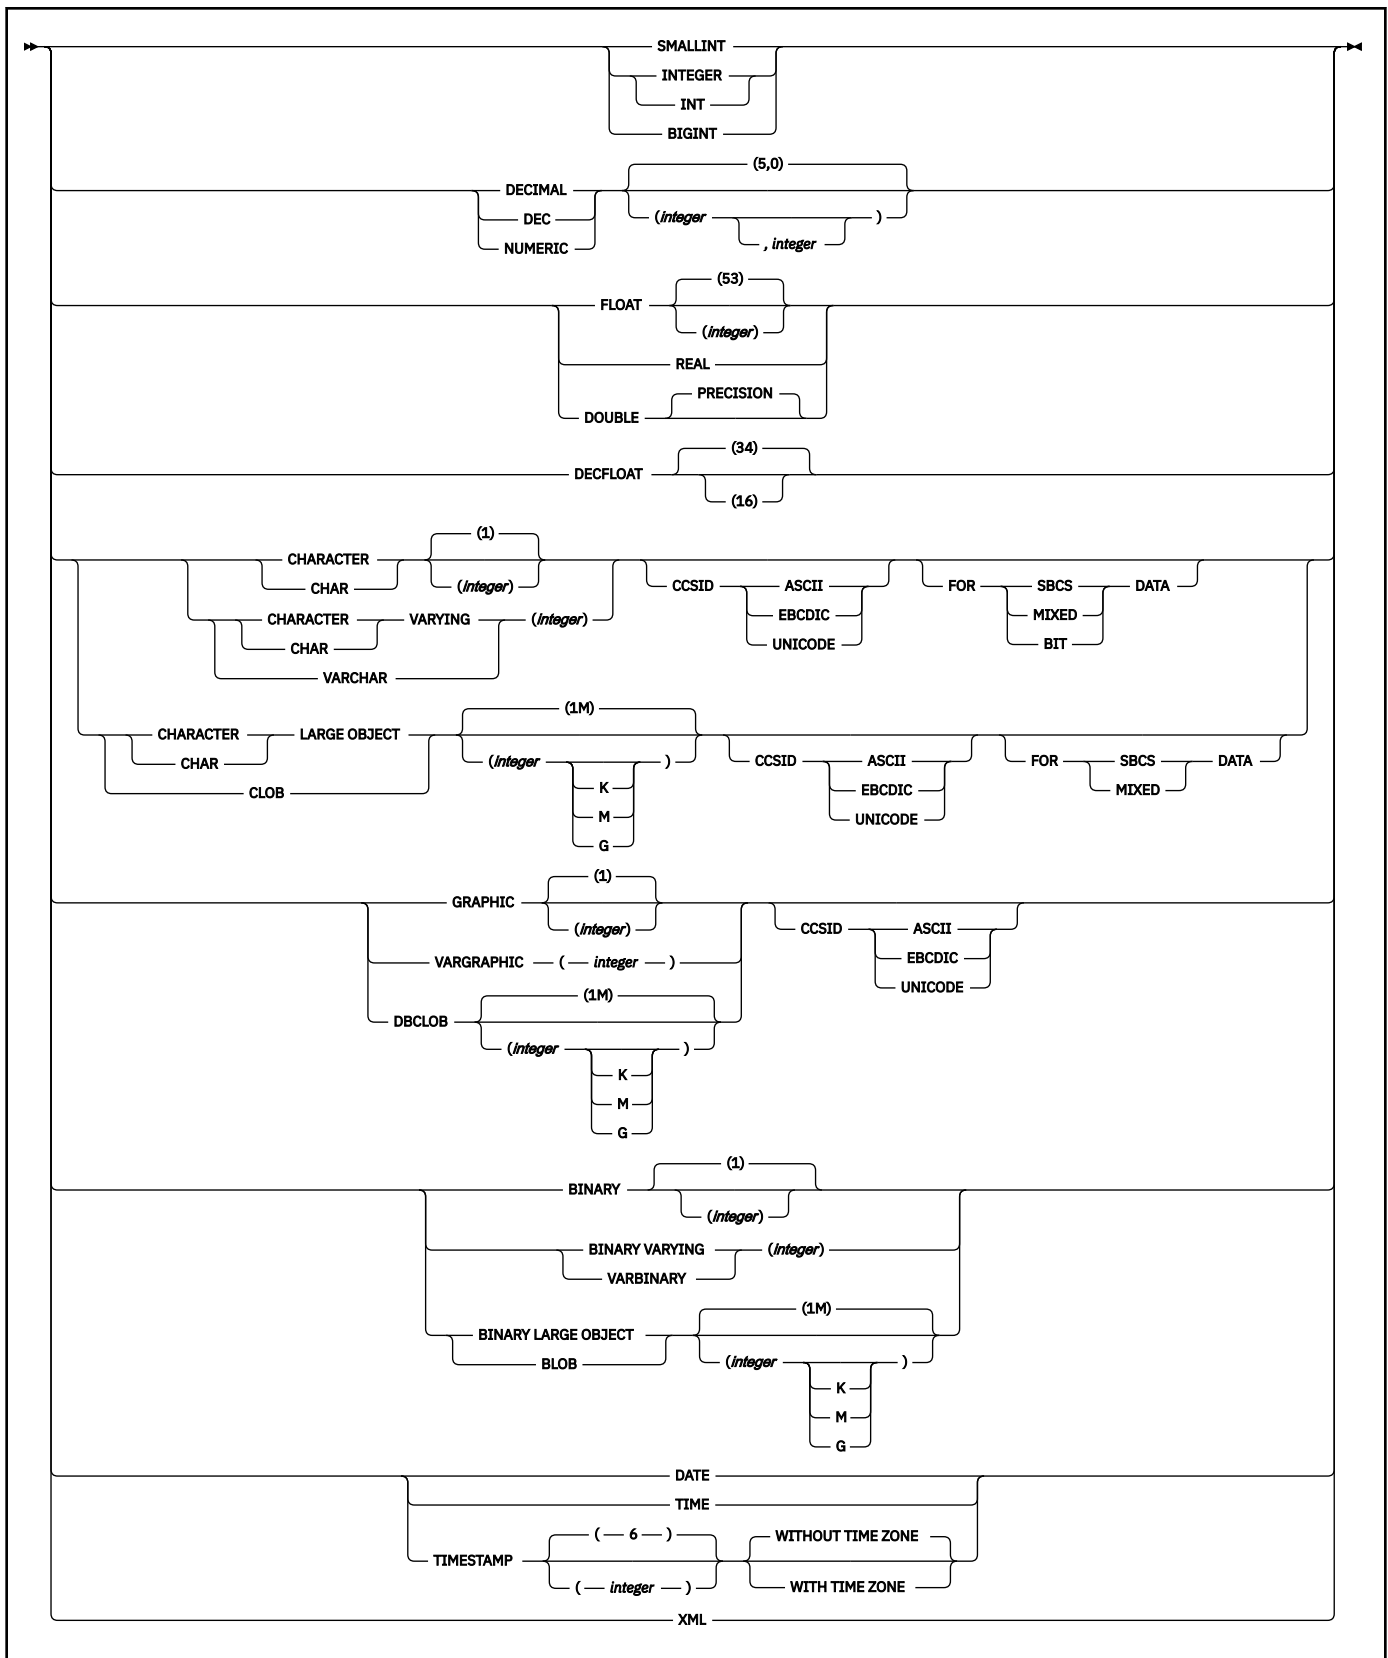 SMALLINT
INTEGER
INT
BIGINT
(5,0)
DECIMAL
DEC
(integer )
NUMERIC
, integer
(53)
FLOAT
(integer)
REAL
PRECISION
DOUBLE
(34)
DECFLOAT
(16)
(1)
CHARACTER
CHAR (integer) CCSID ASCII FOR SBCS DATA
EBCDIC MIXED
CHARACTER VARYING (integer)
CHAR UNICODE BIT
VARCHAR
(1M)
CHARACTER LARGE OBJECT
CHAR (integer ) CCSID ASCII FOR SBCS DATA
CLOB K EBCDIC MIXED
M UNICODE
G
(1)
GRAPHIC
(integer) CCSID ASCII
VARGRAPHIC ( integer ) EBCDIC
UNICODE
(1M)
DBCLOB
(integer )
K
M
G
(1)
BINARY
(integer)
BINARY VARYING (integer)
VARBINARY
(1M)
BINARY LARGE OBJECT
BLOB (integer )
K
M
G
DATE
TIME
( 6 ) WITHOUT TIME ZONE
TIMESTAMP
( integer ) WITH TIME ZONE
XML